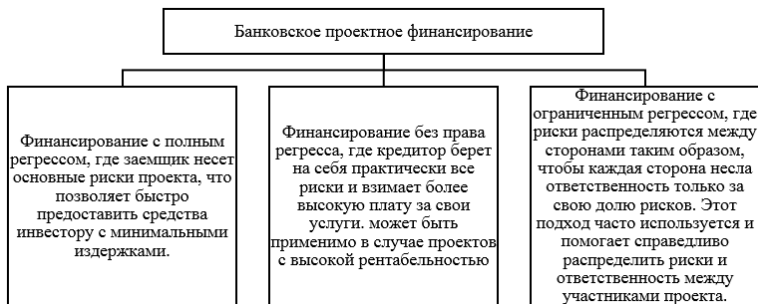 Банковское проектное финансирование
Финансирование с полным
регрессом, где заемщик несет
основные риски проекта, что
позволяет быстро
предоставить средства
инвестору с минимальными
издержками.
Финансирование без права
регресса, где кредитор берет
на себя практически все
риски и взимает более
высокую плату за свои
услуги. может быть
применимо в случае проектов
с высокой рентабельностью
Финансирование с
ограниченным регрессом, где
риски распределяются между
сторонами таким образом,
чтобы каждая сторона несла
ответственность только за
свою долю рисков. Этот
подход часто используется и
помогает справедливо
распределить риски и
ответственность между
участниками проекта.